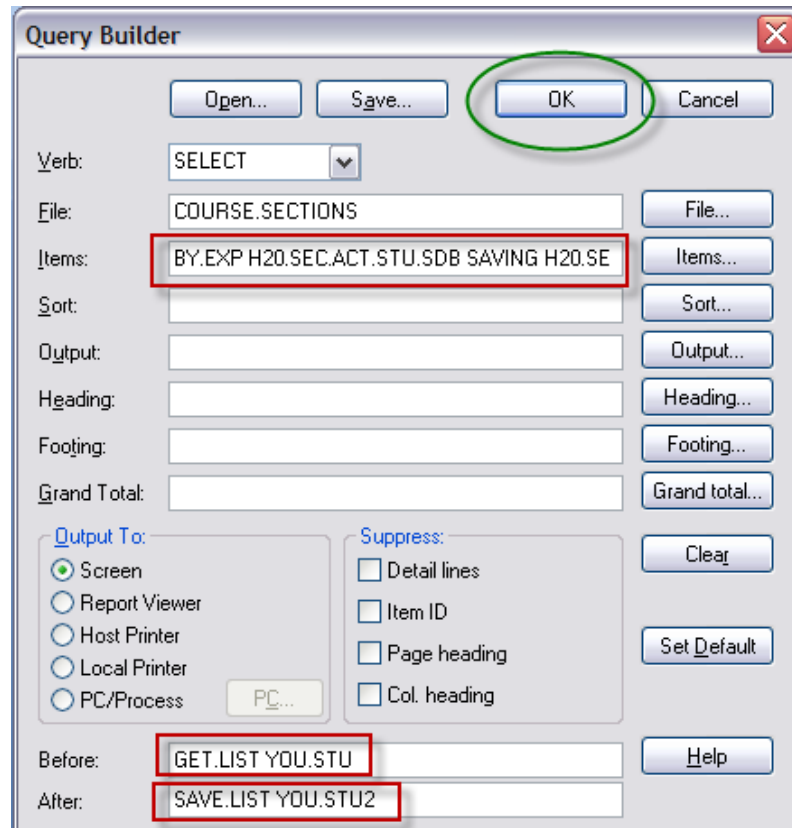 Query Builder
Open... Save... OK Cancel
Verb: SELECT
File: COURSE.SECTIONS File...
Items: BY.EXP H20.SEC.ACT.STU.SDB SAVING H20.SE Items...
Sort: Sort...
Output: Output...
Heading: Heading...
Footing: Footing...
Grand Total: Grand total...
Output To: Suppress: Clear
Screen Detail lines
Report Viewer Item ID
Host Printer Page heading Set Default
Local Printer Col. heading
PC/Process PC...
Before: GET.LIST YOU.STU Help
After: SAVE.LIST YOU.STU2